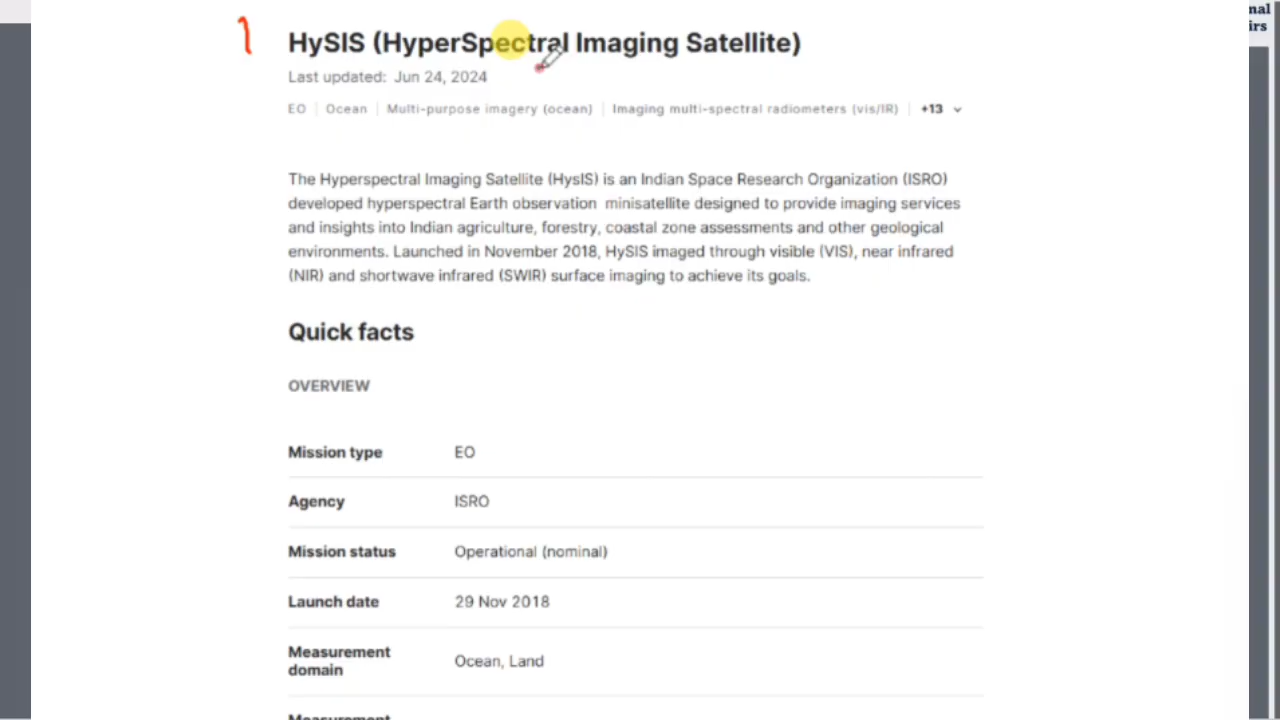 1
HySIS (HyperSpectral Imaging Satellite)
Last updated: Jun 24, 2024
EO | Ocean | Multi-purpose imagery (ocean) | Imaging multi-spectral radiometers (vis/IR) | +13
The Hyperspectral Imaging Satellite (HysIS) is an Indian Space Research Organization (ISRO)
developed hyperspectral Earth observation minisatellite designed to provide imaging services
and insights into Indian agriculture, forestry, coastal zone assessments and other geological
environments. Launched in November 2018, HySIS imaged through visible (VIS), near infrared
(NIR) and shortwave infrared (SWIR) surface imaging to achieve its goals.
Quick facts
OVERVIEW
Mission type EO
Agency ISRO
Mission status Operational (nominal)
Launch date 29 Nov 2018
Measurement
domain Ocean, Land
Measurement